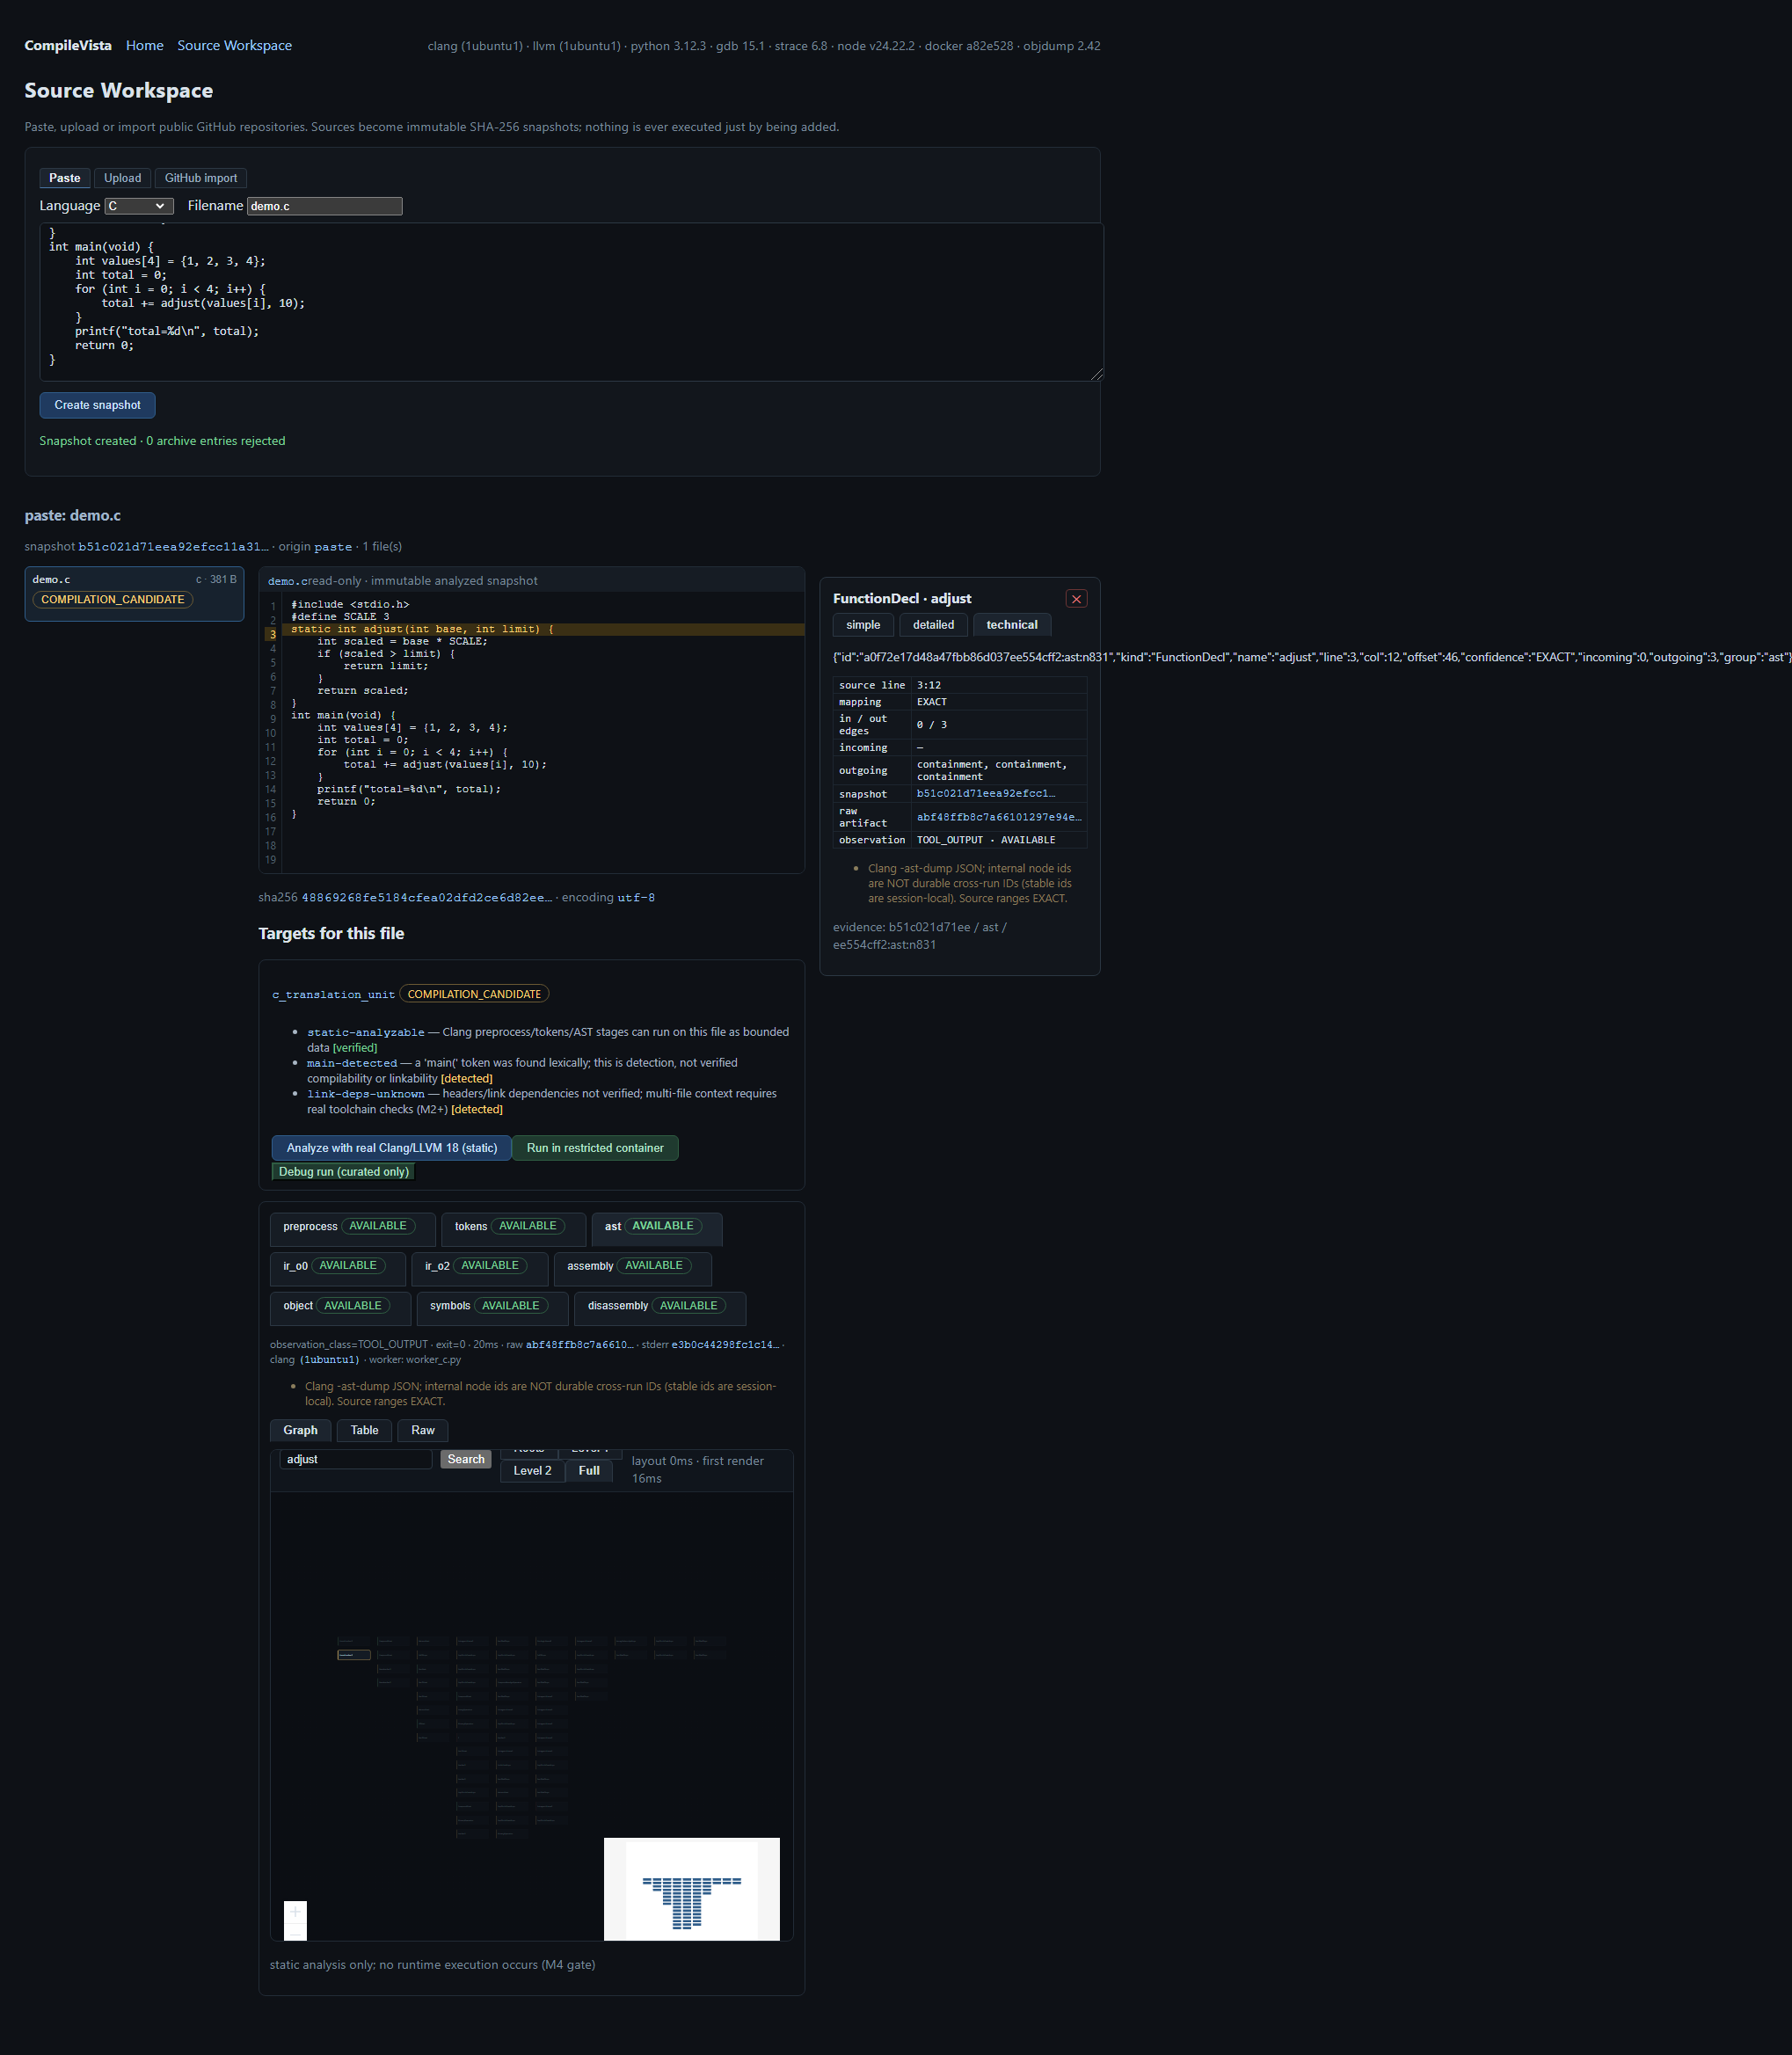 CompileVista Home Source Workspace clang (1ubuntu1) · llvm (1ubuntu1) · python 3.12.3 · gdb 15.1 · strace 6.8 · node v24.22.2 · docker a82e528 · objdump 2.42
Source Workspace
Paste, upload or import public GitHub repositories. Sources become immutable SHA-256 snapshots; nothing is ever executed just by being added.
Paste Upload GitHub import
Language C Filename demo.c
}
int main(void) {
    int values[4] = {1, 2, 3, 4};
    int total = 0;
    for (int i = 0; i < 4; i++) {
        total += adjust(values[i], 10);
    }
    printf("total=%d\n", total);
    return 0;
}
Create snapshot
Snapshot created · 0 archive entries rejected
paste: demo.c
snapshot b51c021d71eea92efcc11a31… · origin paste · 1 file(s)
demo.c c · 381 B
COMPILATION_CANDIDATE
demo.c read-only · immutable analyzed snapshot
1 #include <stdio.h>
2 #define SCALE 3
3 static int adjust(int base, int limit) {
4     int scaled = base * SCALE;
5     if (scaled > limit) {
6         return limit;
7     }
8     return scaled;
9 }
10 int main(void) {
11     int values[4] = {1, 2, 3, 4};
12     int total = 0;
13     for (int i = 0; i < 4; i++) {
14         total += adjust(values[i], 10);
15     }
16     printf("total=%d\n", total);
17     return 0;
18 }
19
sha256 48869268fe5184cfea02dfd2ce6d82ee… · encoding utf-8
Targets for this file
c_translation_unit COMPILATION_CANDIDATE
static-analyzable — Clang preprocess/tokens/AST stages can run on this file as bounded
data [verified]
main-detected — a 'main(' token was found lexically; this is detection, not verified
compilability or linkability [detected]
link-deps-unknown — headers/link dependencies not verified; multi-file context requires
real toolchain checks (M2+) [detected]
Analyze with real Clang/LLVM 18 (static) Run in restricted container
Debug run (curated only)
preprocess AVAILABLE tokens AVAILABLE ast AVAILABLE
ir_o0 AVAILABLE ir_o2 AVAILABLE assembly AVAILABLE
object AVAILABLE symbols AVAILABLE disassembly AVAILABLE
observation_class=TOOL_OUTPUT · exit=0 · 20ms · raw abf48ffb8c7a6610… · stderr e3b0c44298fc1c14… ·
clang (1ubuntu1) · worker: worker_c.py
Clang -ast-dump JSON; internal node ids are NOT durable cross-run IDs (stable ids are session-
local). Source ranges EXACT.
Graph Table Raw
adjust Search Level 2 Full layout 0ms · first render
16ms
static analysis only; no runtime execution occurs (M4 gate)
FunctionDecl · adjust
simple detailed technical
{"id":"a0f72e17d48a47fbb86d037ee554cff2:ast:n831","kind":"FunctionDecl","name":"adjust","line":3,"col":12,"offset":46,"confidence":"EXACT","incoming":0,"outgoing":3,"group":"ast"}
source line 3:12
mapping EXACT
in / out edges 0 / 3
incoming —
outgoing containment, containment, containment
snapshot b51c021d71eea92efcc1…
raw artifact abf48ffb8c7a66101297e94e…
observation TOOL_OUTPUT · AVAILABLE
Clang -ast-dump JSON; internal node ids
are NOT durable cross-run IDs (stable ids
are session-local). Source ranges EXACT.
evidence: b51c021d71ee / ast /
ee554cff2:ast:n831